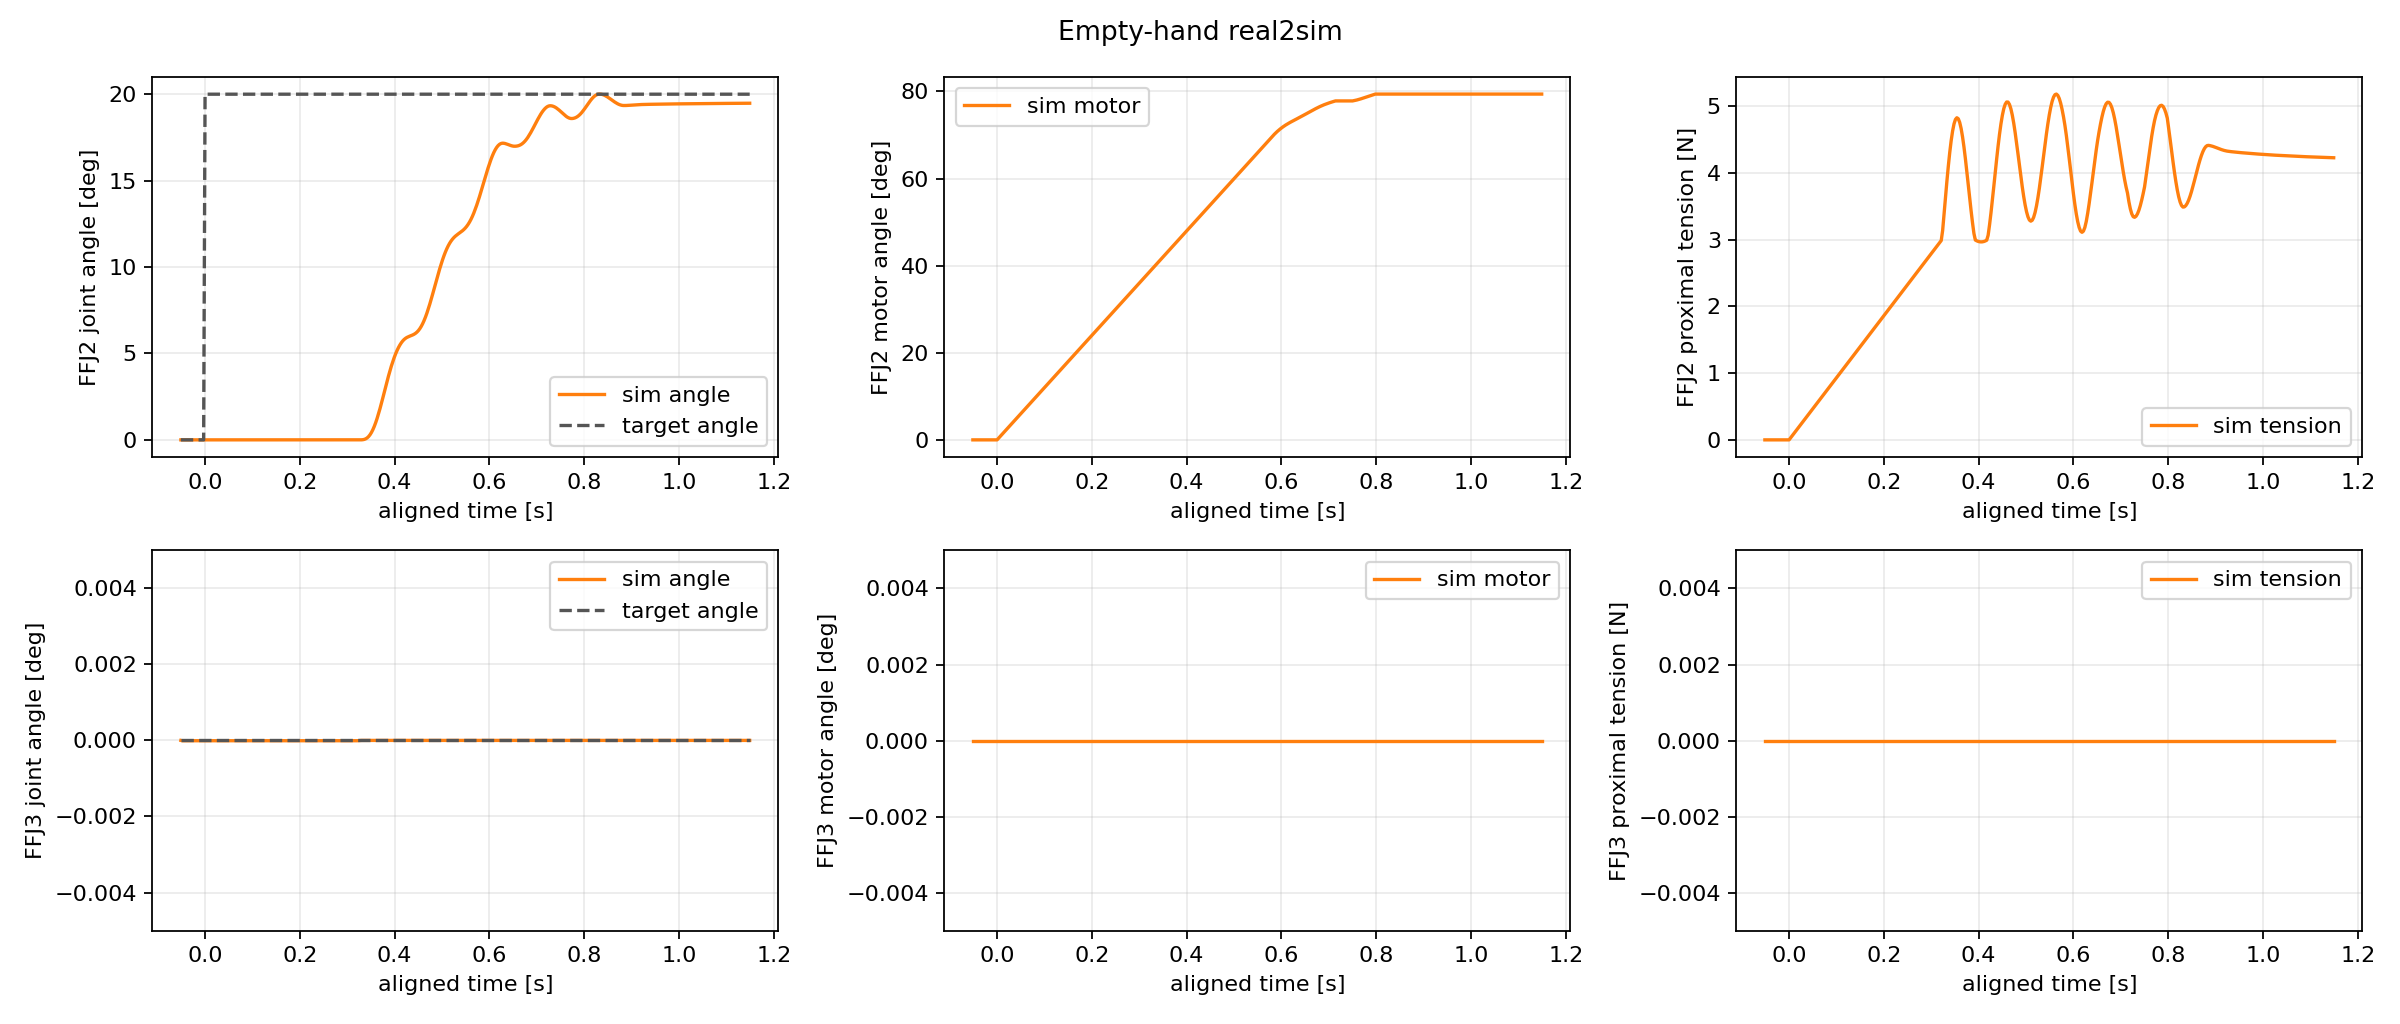 Empty-hand real2sim
FFJ2 joint angle [deg]
20
15
10
5
0
sim angle
target angle
0.0 0.2 0.4 0.6 0.8 1.0 1.2
aligned time [s]
FFJ2 motor angle [deg]
80
60
40
20
0
sim motor
0.0 0.2 0.4 0.6 0.8 1.0 1.2
aligned time [s]
FFJ2 proximal tension [N]
5
4
3
2
1
0
sim tension
0.0 0.2 0.4 0.6 0.8 1.0 1.2
aligned time [s]
FFJ3 joint angle [deg]
0.004
0.002
0.000
−0.002
−0.004
sim angle
target angle
0.0 0.2 0.4 0.6 0.8 1.0 1.2
aligned time [s]
FFJ3 motor angle [deg]
0.004
0.002
0.000
−0.002
−0.004
sim motor
0.0 0.2 0.4 0.6 0.8 1.0 1.2
aligned time [s]
FFJ3 proximal tension [N]
0.004
0.002
0.000
−0.002
−0.004
sim tension
0.0 0.2 0.4 0.6 0.8 1.0 1.2
aligned time [s]